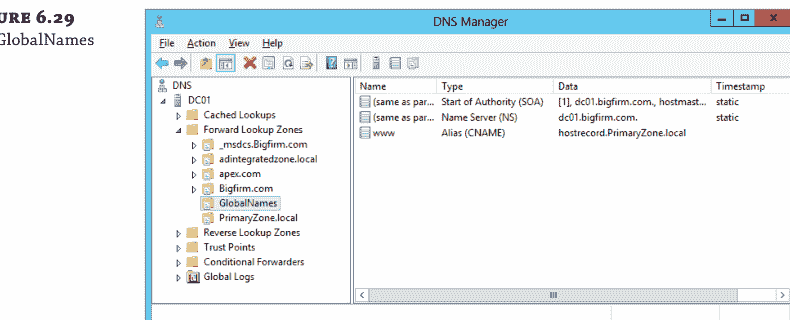 URE 6.29
GlobalNames
DNS Manager
File Action View Help
DNS
DC01
Cached Lookups
Forward Lookup Zones
_msdcs.Bigfirm.com
adintegratedzone.local
apex.com
Bigfirm.com
GlobalNames
PrimaryZone.local
Reverse Lookup Zones
Trust Points
Conditional Forwarders
Global Logs
Name Type Data Timestamp
(same as par... Start of Authority (SOA) [1], dc01.bigfirm.com., hostmast... static
(same as par... Name Server (NS) dc01.bigfirm.com. static
www Alias (CNAME) hostrecord.PrimaryZone.local